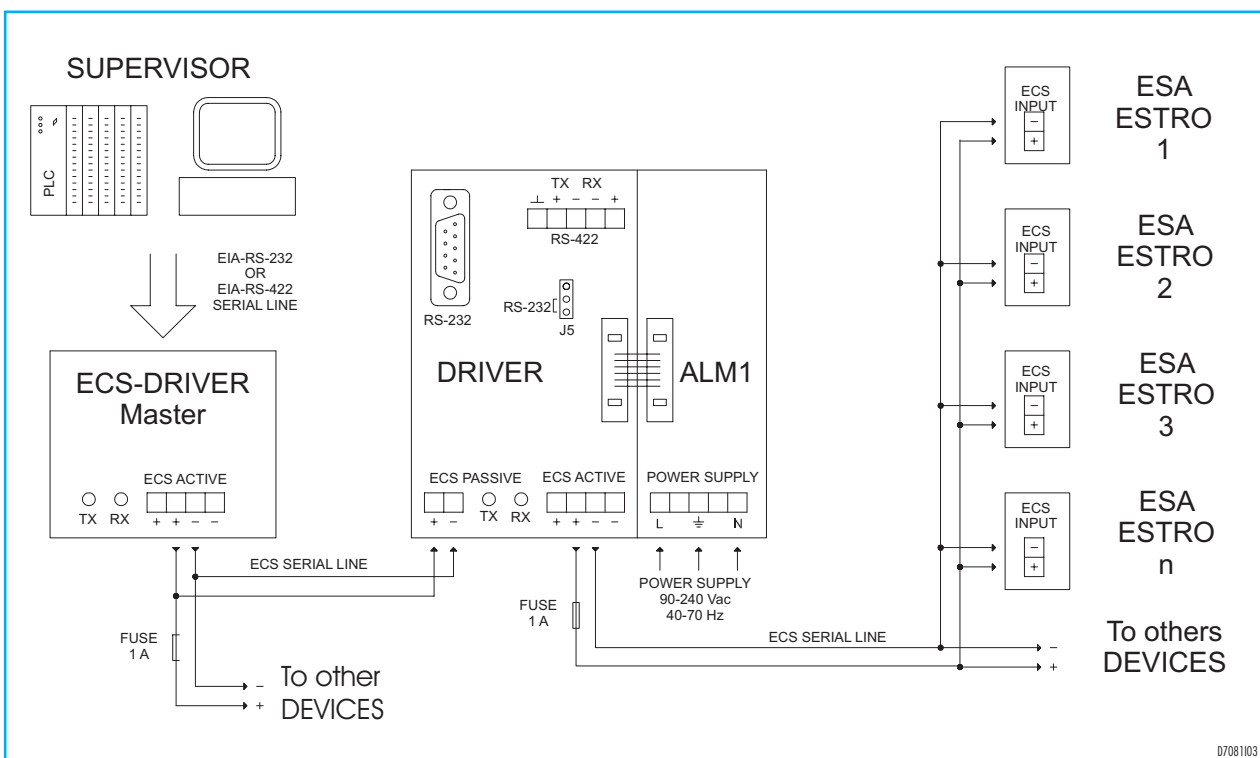 SUPERVISOR
PLC
EIA-RS-232
OR
EIA-RS-422
SERIAL LINE
ECS-DRIVER
Master
ECS ACTIVE
TX RX
+ + − −
ECS SERIAL LINE
FUSE
1 A
To other
DEVICES
−
+
TX RX
⊥ + − − +
RS-422
RS-232
RS-232[
J5
DRIVER
ALM1
ECS PASSIVE
+ −
TX RX
ECS ACTIVE
+ + − −
POWER SUPPLY
L ⏚ N
POWER SUPPLY
90-240 Vac
40-70 Hz
FUSE
1 A
ECS SERIAL LINE
ECS
INPUT
−
+
ESA
ESTRO
1
ECS
INPUT
−
+
ESA
ESTRO
2
ECS
INPUT
−
+
ESA
ESTRO
3
ECS
INPUT
−
+
ESA
ESTRO
n
−
+
To others
DEVICES
D7081I03